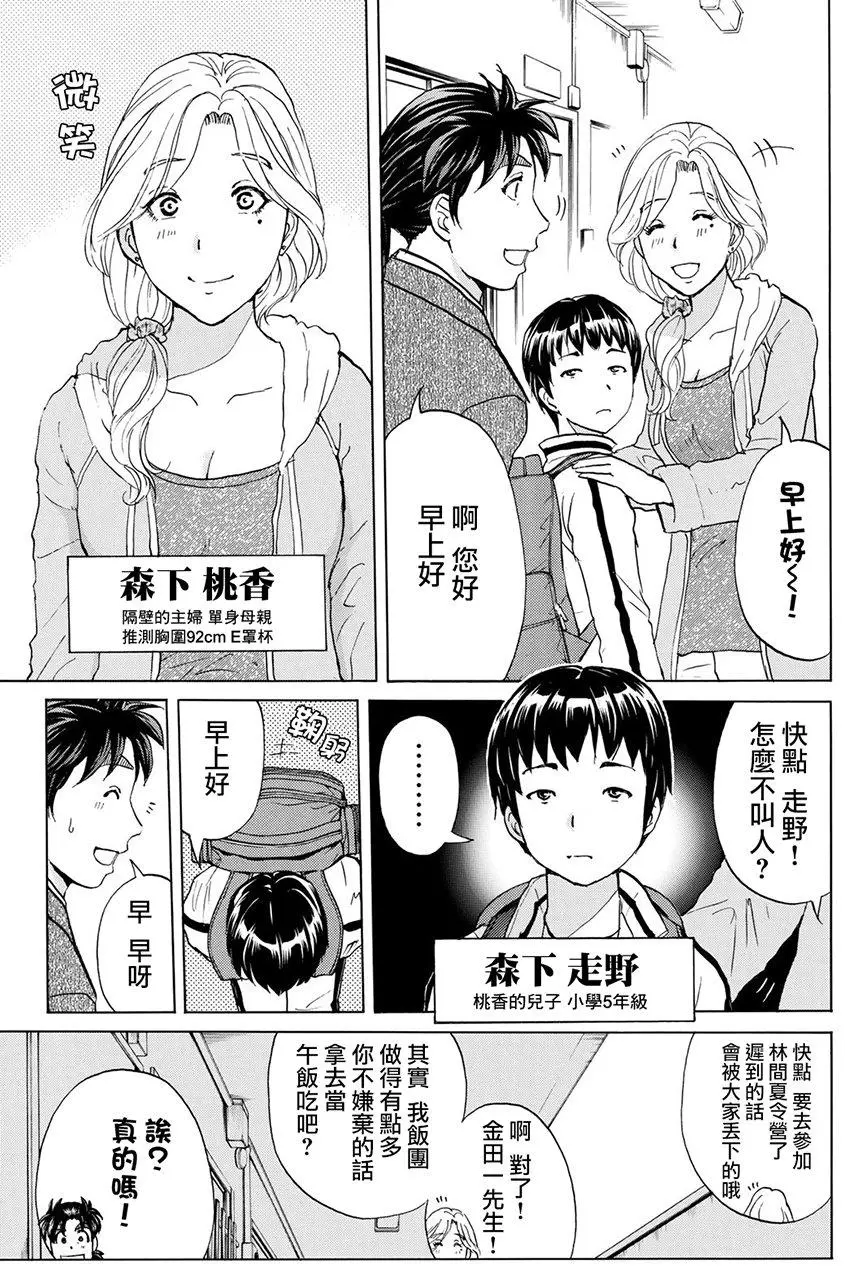 早上好～！
啊 您好
早上好
微笑
森下 桃香
隔壁的主婦 單身母親
推測胸圍92cm E罩杯
快點 走野！
怎麼不叫人？
………
森下 走野
桃香的兒子 小學5年級
鞠躬
早上好
早 早呀
快點 要去參加
林間夏令營了
遲到的話
會被大家丟下的哦
啊 對了！
金田一先生！
其實 我飯團
做得有點多
你不嫌棄的話
拿去當
午飯吃吧？
誒？
真的嗎！